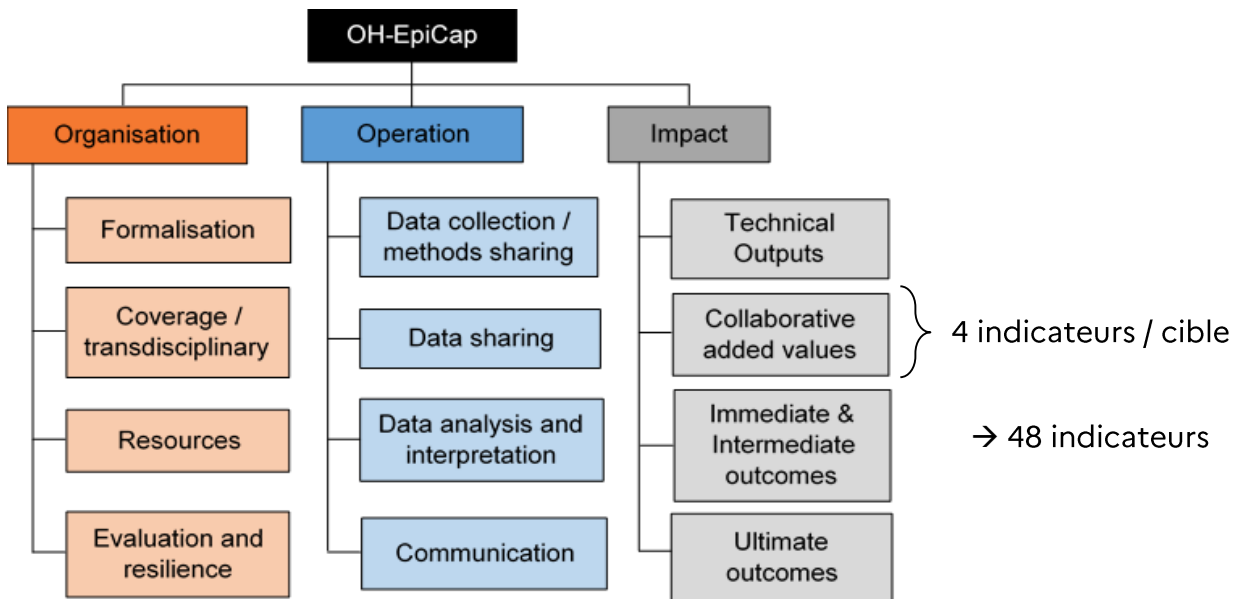 OH-EpiCap
Organisation
Operation
Impact
Formalisation
Coverage /
transdisciplinary
Resources
Evaluation and
resilience
Data collection /
methods sharing
Data sharing
Data analysis and
interpretation
Communication
Technical
Outputs
Collaborative
added values
Immediate &
Intermediate
outcomes
Ultimate
outcomes
4 indicateurs / cible
→ 48 indicateurs